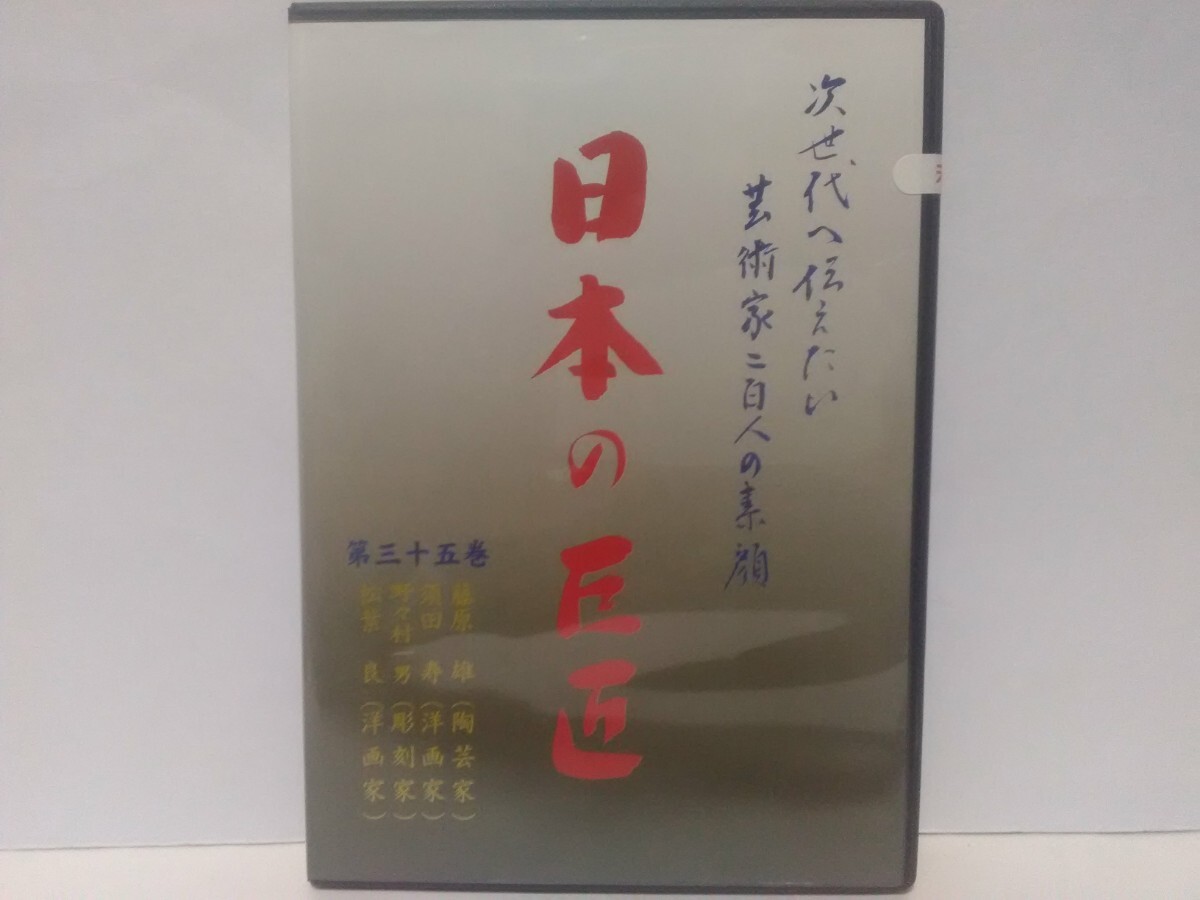 次世代へ伝えたい
芸術家二百人の素顔
日本の巨匠
第三十五巻
藤原 雄(陶芸家)
須田 寿(洋画家)
野々村一男(彫刻家)
松葉 良(洋画家)